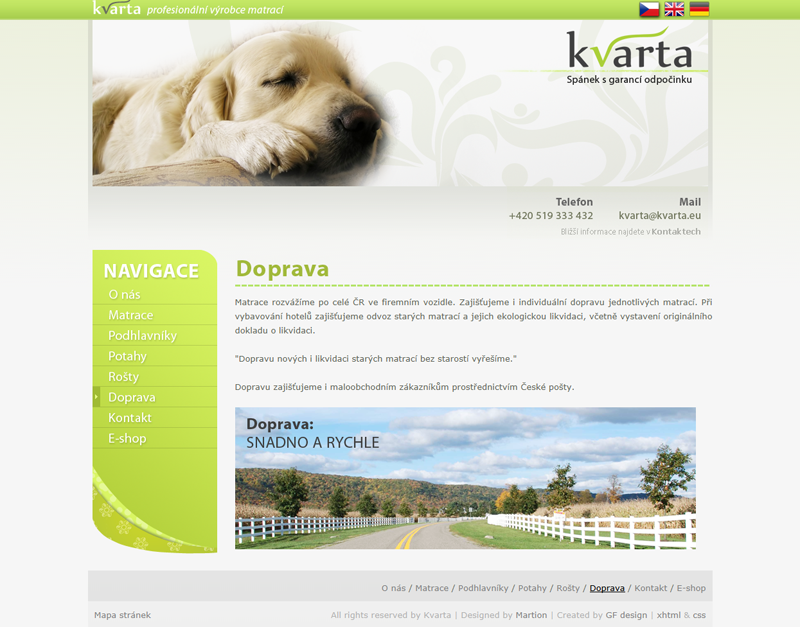 kvarta profesionální výrobce matrací
kvarta
Spánek s garancí odpočinku
Telefon
+420 519 333 432
Mail
kvarta@kvarta.eu
Bližší informace najdete v Kontaktech
NAVIGACE
O nás
Matrace
Podhlavníky
Potahy
Rošty
Doprava
Kontakt
E-shop
Doprava
Matrace rozvážíme po celé ČR ve firemním vozidle. Zajišťujeme i individuální dopravu jednotlivých matrací. Při
vybavování hotelů zajišťujeme odvoz starých matrací a jejich ekologickou likvidaci, včetně vystavení originálního
dokladu o likvidaci.
"Dopravu nových i likvidaci starých matrací bez starostí vyřešíme."
Dopravu zajišťujeme i maloobchodním zákazníkům prostřednictvím České pošty.
Doprava:
SNADNO A RYCHLE
O nás / Matrace / Podhlavníky / Potahy / Rošty / Doprava / Kontakt / E-shop
Mapa stránek
All rights reserved by Kvarta | Designed by Martion | Created by GF design | xhtml & css